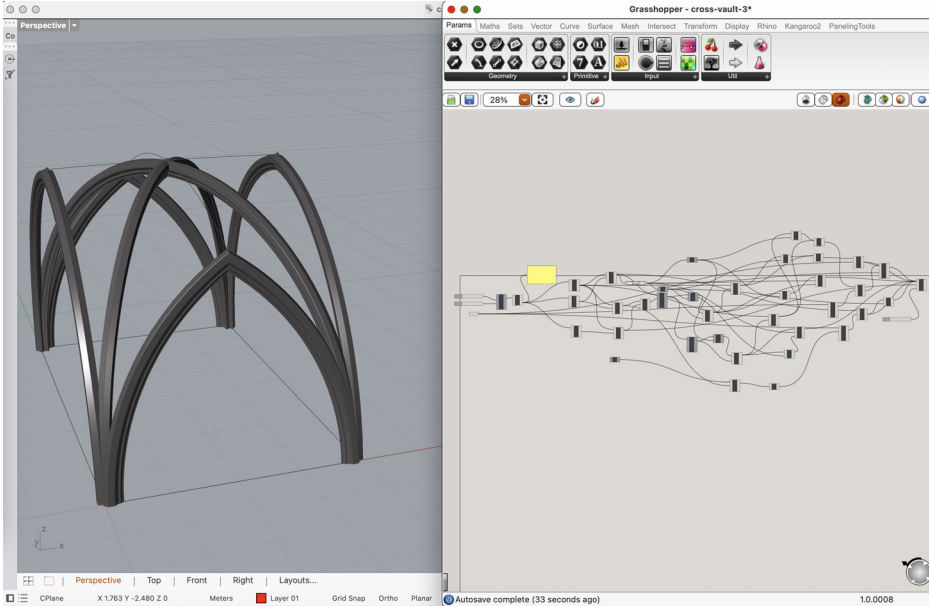 Perspective
Grasshopper - cross-vault-3*
Co
Params Maths Sets Vector Curve Surface Mesh Intersect Transform Display Rhino Kangaroo2 PanelingTools
Geometry Primitive Input Util
28%
z
y x
Perspective Top Front Right Layouts...
CPlane X 1.763 Y -2.480 Z 0 Meters Layer 01 Grid Snap Ortho Planar
Autosave complete (33 seconds ago) 1.0.0008